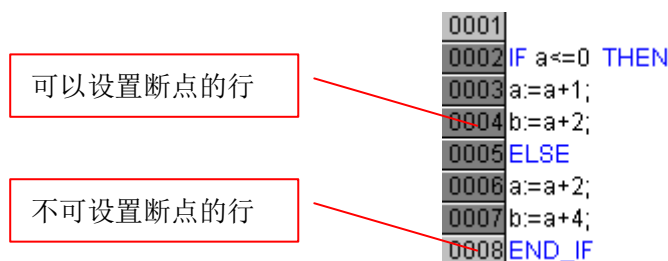 0001
0002 IF a<=0 THEN
可以设置断点的行
0003 a:=a+1;
0004 b:=a+2;
0005 ELSE
0006 a:=a+2;
不可设置断点的行
0007 b:=a+4;
0008 END_IF